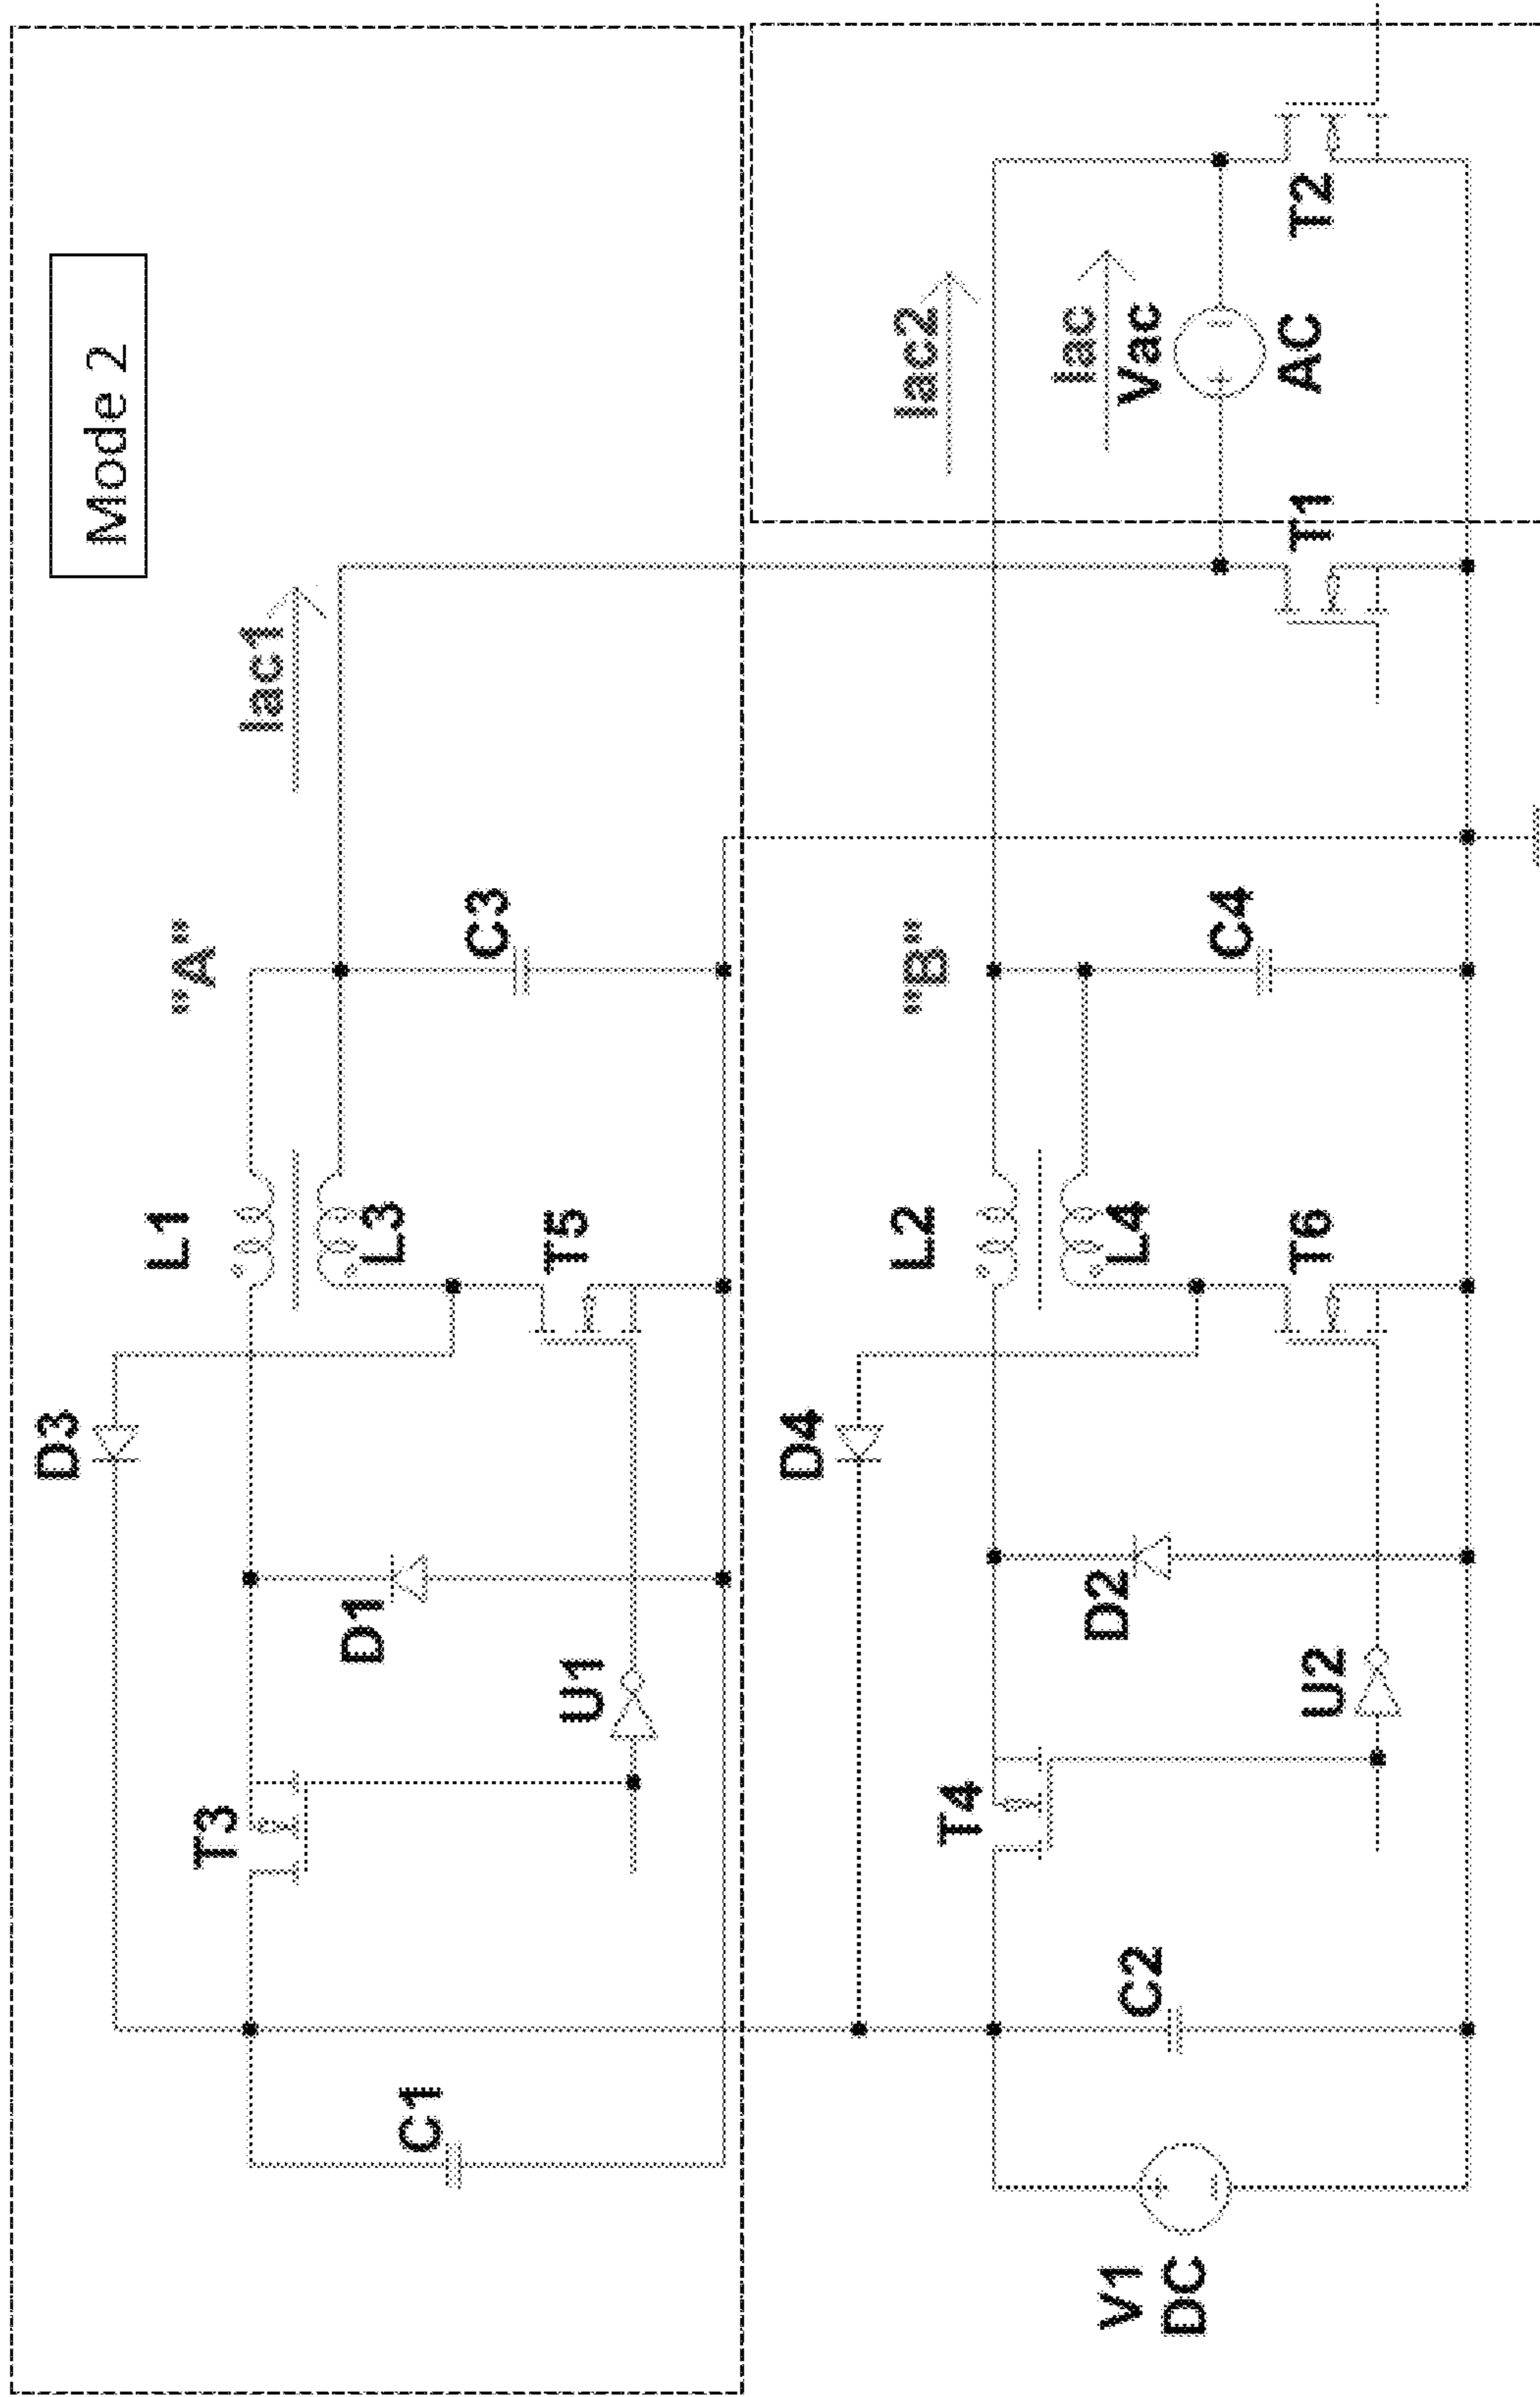 Mode 2
Iac1
"A"
D3
L1
L3
C3
T3
D1
U1
T5
C1
Iac2
Iac
Vac
AC
T1
T2
"B"
D4
L2
L4
C4
T4
D2
U2
T6
C2
V1
DC